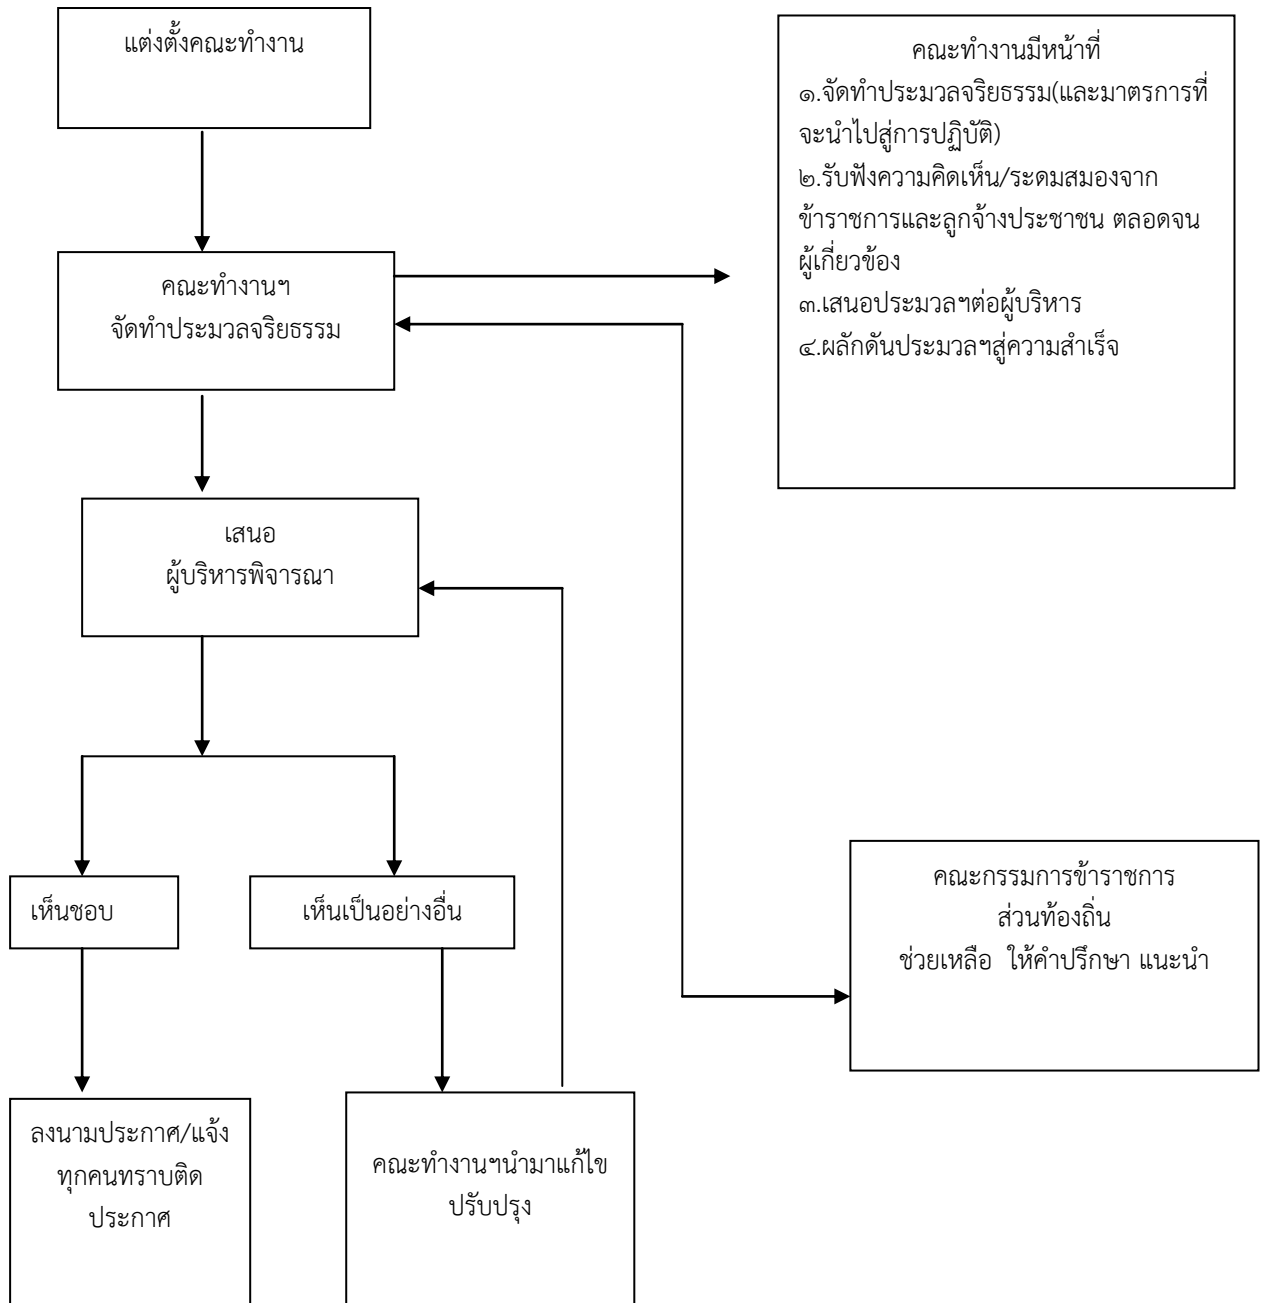 แต่งตั้งคณะทำงาน
คณะทำงานมีหน้าที่
๑.จัดทำประมวลจริยธรรม(และมาตรการที่
จะนำไปสู่การปฏิบัติ)
๒.รับฟังความคิดเห็น/ระดมสมองจาก
ข้าราชการและลูกจ้างประชาชน ตลอดจน
ผู้เกี่ยวข้อง
๓.เสนอประมวลฯต่อผู้บริหาร
๔.ผลักดันประมวลฯสู่ความสำเร็จ
คณะทำงานฯ
จัดทำประมวลจริยธรรม
เสนอ
ผู้บริหารพิจารณา
เห็นชอบ
เห็นเป็นอย่างอื่น
คณะกรรมการข้าราชการ
ส่วนท้องถิ่น
ช่วยเหลือ  ให้คำปรึกษา แนะนำ
ลงนามประกาศ/แจ้ง
ทุกคนทราบติด
ประกาศ
คณะทำงานฯนำมาแก้ไข
ปรับปรุง